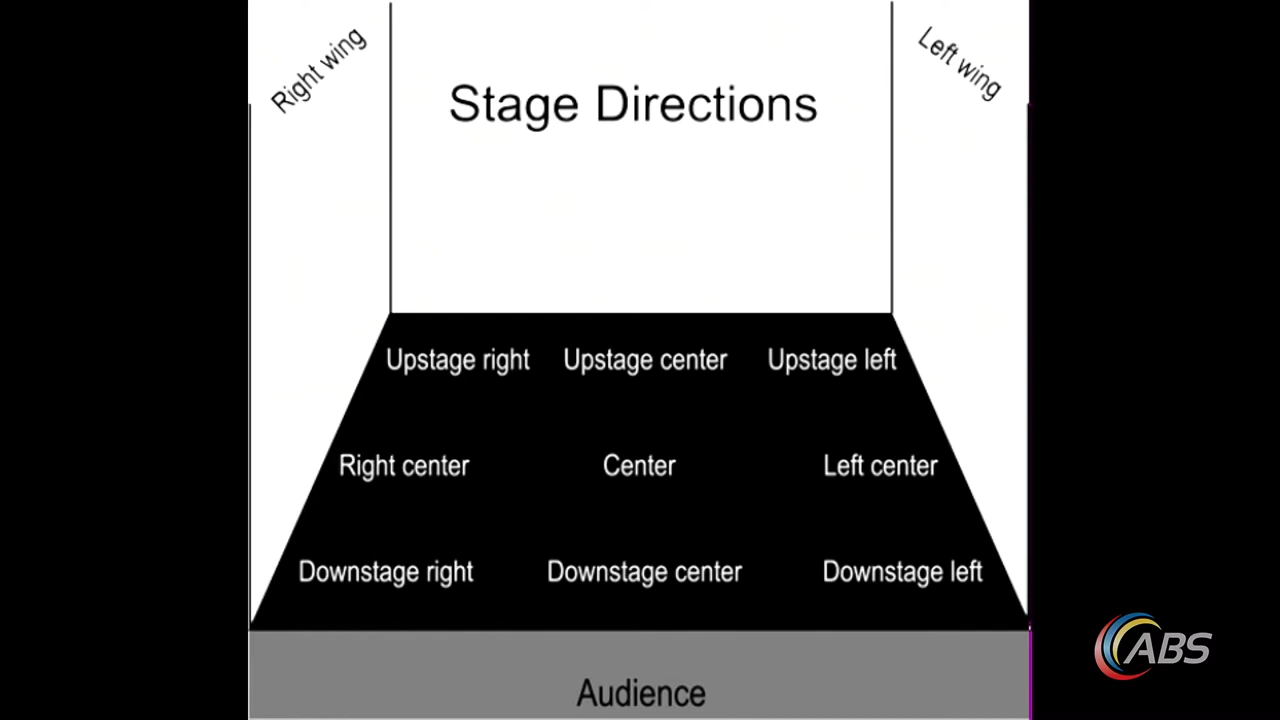 Right wing
Left wing
Stage Directions
Upstage right Upstage center Upstage left
Right center Center Left center
Downstage right Downstage center Downstage left
Audience
ABS